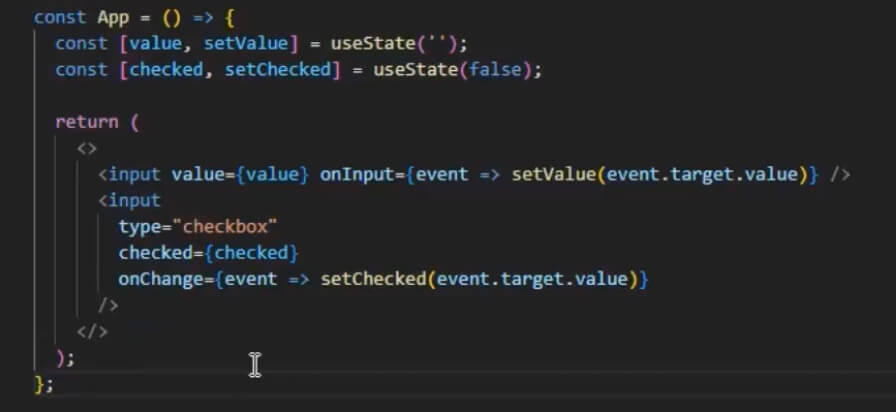 const App = () => {
const [value, setValue] = useState('');
const [checked, setChecked] = useState(false);
return (
<>
<input value={value} onInput={event => setValue(event.target.value)} />
<input
type="checkbox"
checked={checked}
onChange={event => setChecked(event.target.value)}
/>
</>
);
};